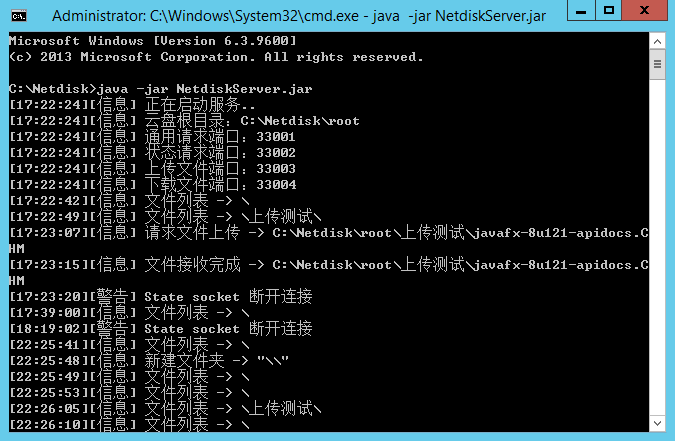 Administrator: C:\Windows\System32\cmd.exe - java -jar NetdiskServer.jar
Microsoft Windows [Version 6.3.9600]
(c) 2013 Microsoft Corporation. All rights reserved.
C:\Netdisk>java -jar NetdiskServer.jar
[17:22:24][信息] 正在启动服务..
[17:22:24][信息] 云盘根目录：C:\Netdisk\root
[17:22:24][信息] 通用请求端口：33001
[17:22:24][信息] 状态请求端口：33002
[17:22:24][信息] 上传文件端口：33003
[17:22:24][信息] 下载文件端口：33004
[17:22:42][信息] 文件列表 -> \
[17:22:49][信息] 文件列表 -> \上传测试\
[17:23:07][信息] 请求文件上传 -> C:\Netdisk\root\上传测试\javafx-8u121-apidocs.C
HM
[17:23:15][信息] 文件接收完成 -> C:\Netdisk\root\上传测试\javafx-8u121-apidocs.C
HM
[17:23:20][警告] State socket 断开连接
[17:39:00][信息] 文件列表 -> \
[18:19:02][警告] State socket 断开连接
[22:25:41][信息] 文件列表 -> \
[22:25:48][信息] 新建文件夹 -> "\\"
[22:25:49][信息] 文件列表 -> \
[22:25:53][信息] 文件列表 -> \
[22:26:05][信息] 文件列表 -> \上传测试\
[22:26:10][信息] 文件列表 -> \